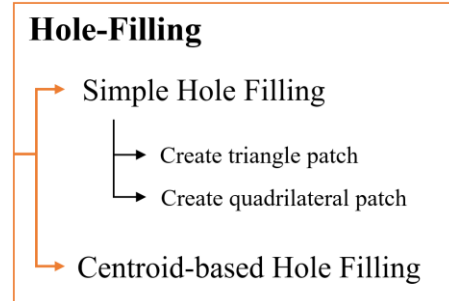 Hole-Filling
Simple Hole Filling
Create triangle patch
Create quadrilateral patch
Centroid-based Hole Filling